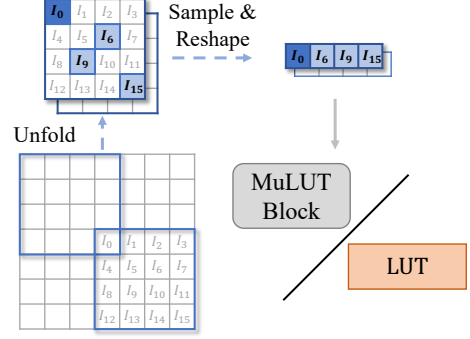 Sample &
Reshape
I₀ I₁ I₂ I₃
I₄ I₅ I₆ I₇
I₈ I₉ I₁₀ I₁₁
I₁₂ I₁₃ I₁₄ I₁₅
I₀ I₆ I₉ I₁₅
Unfold
MuLUT
Block
LUT
I₀ I₁ I₂ I₃
I₄ I₅ I₆ I₇
I₈ I₉ I₁₀ I₁₁
I₁₂ I₁₃ I₁₄ I₁₅